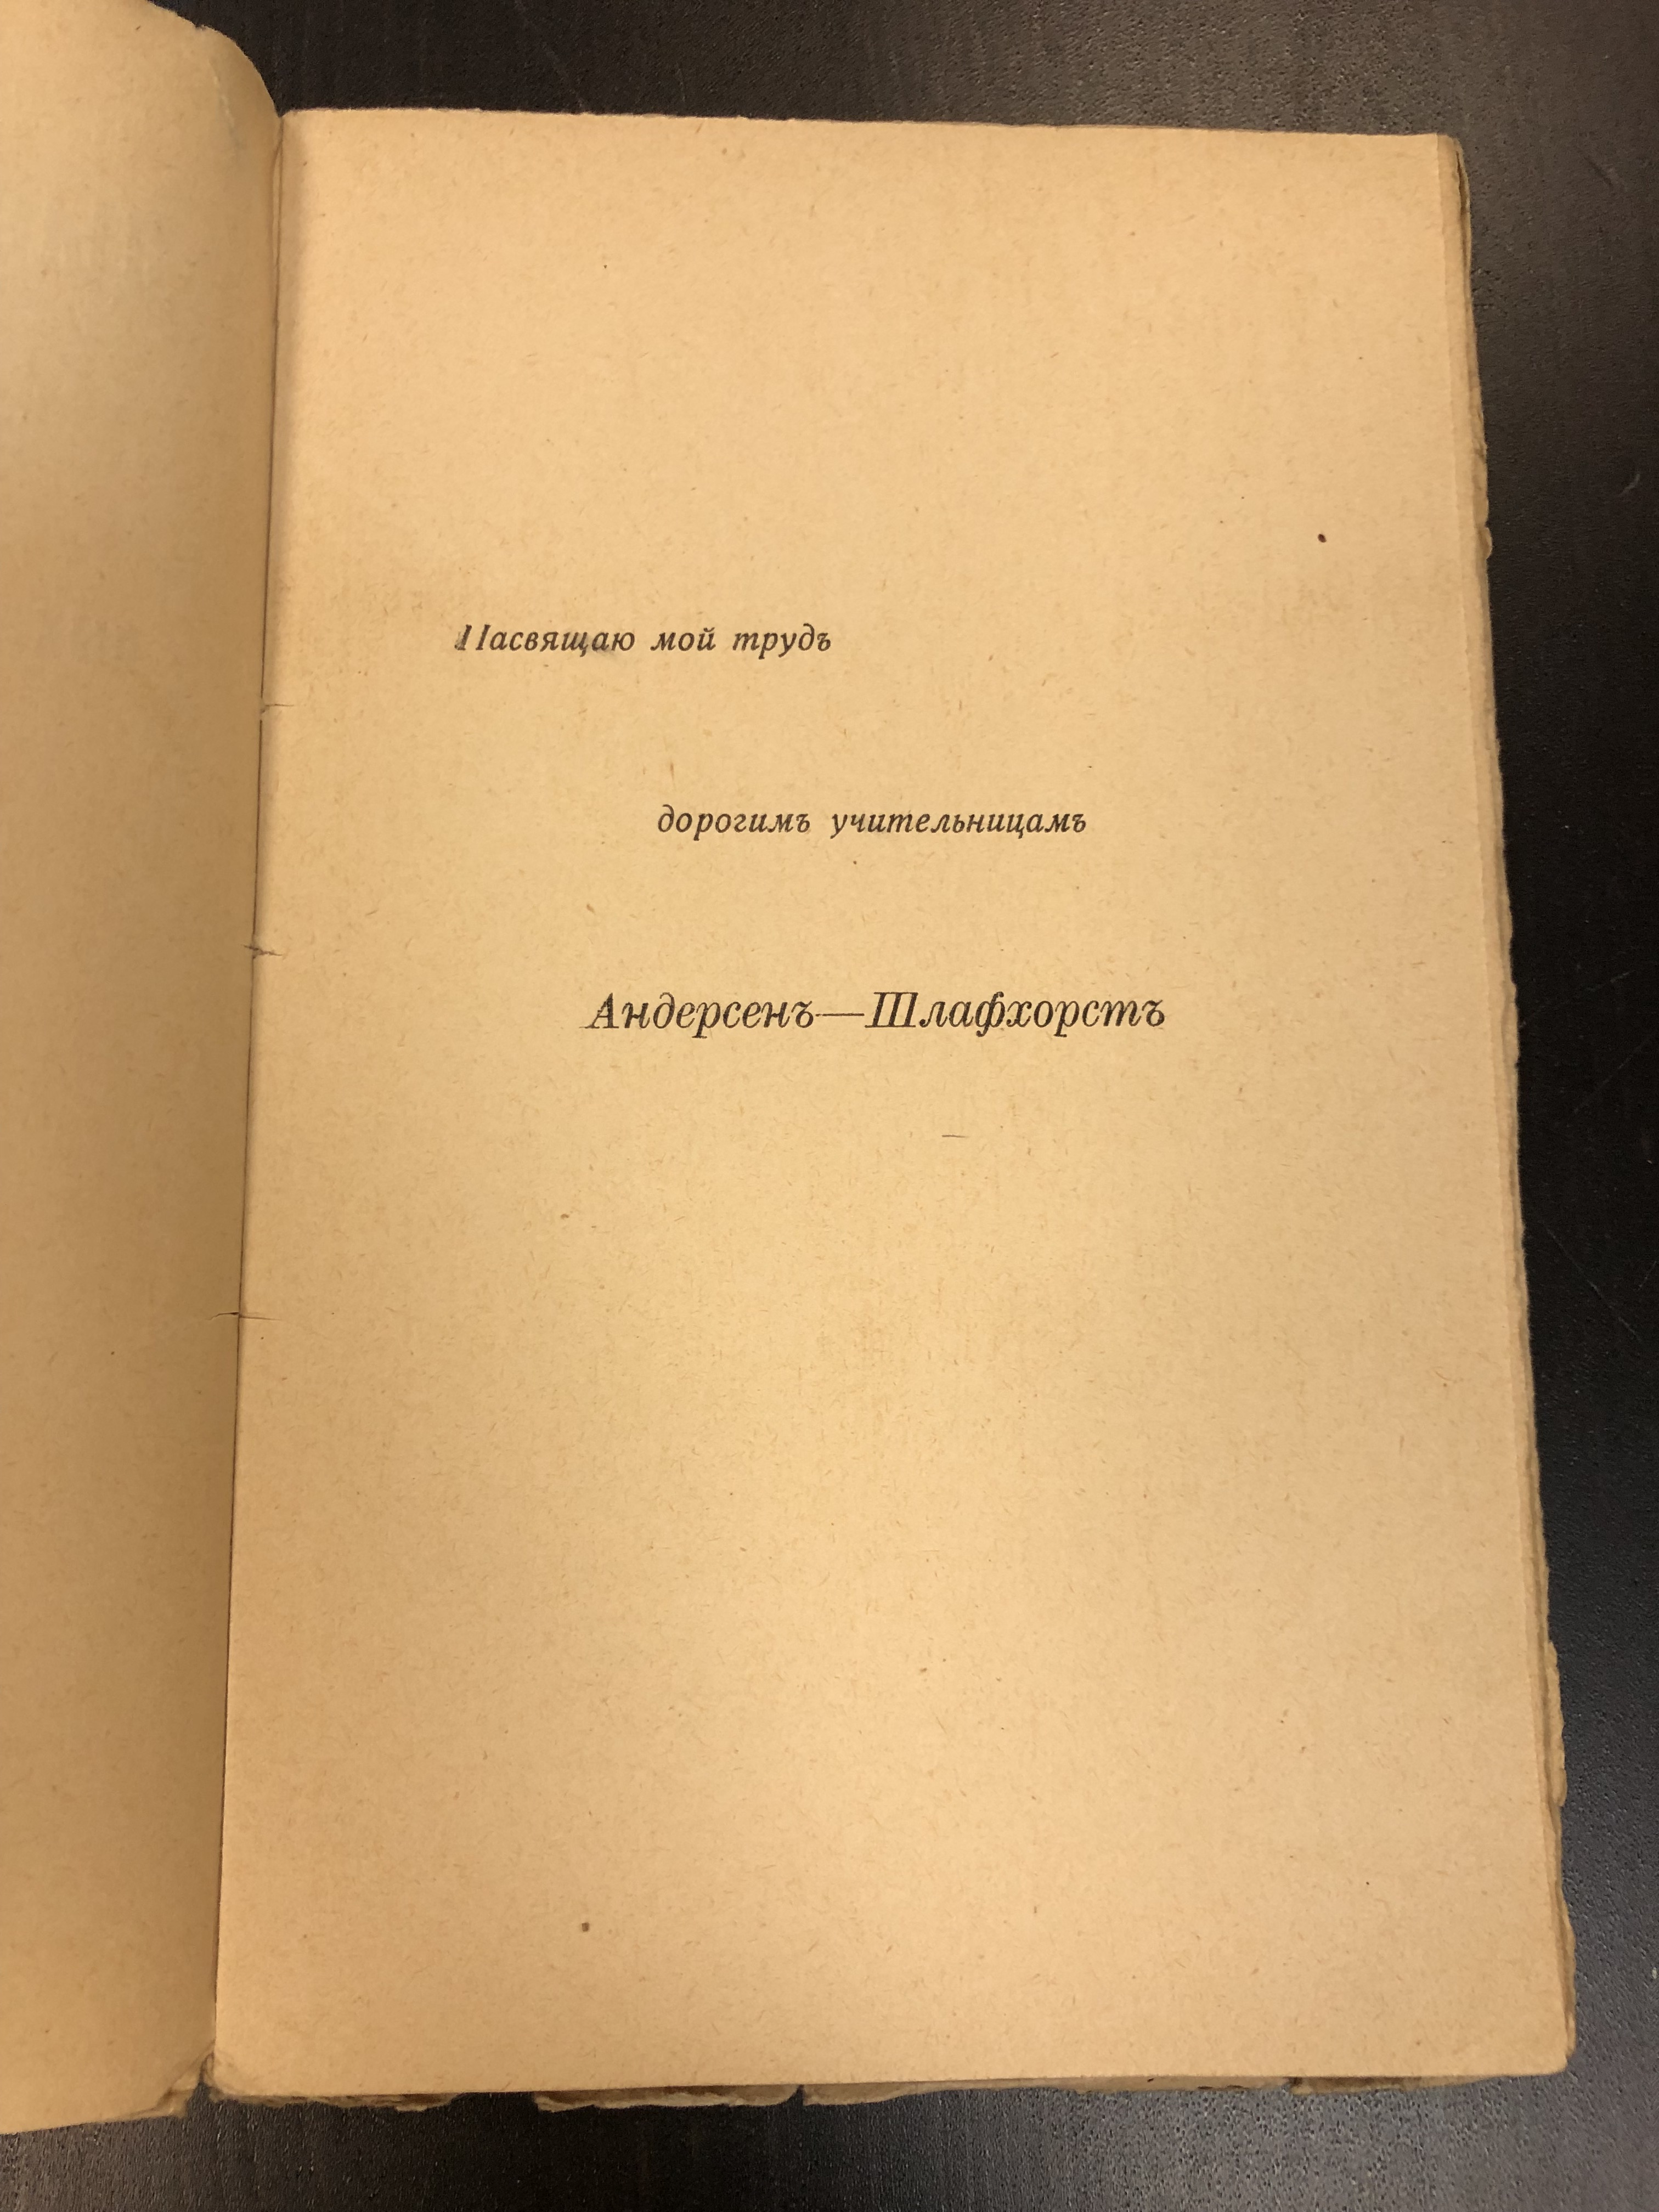 Пасвящаю мой трудъ
дорогимъ учительницамъ
Андерсенъ—Шлафхорстъ